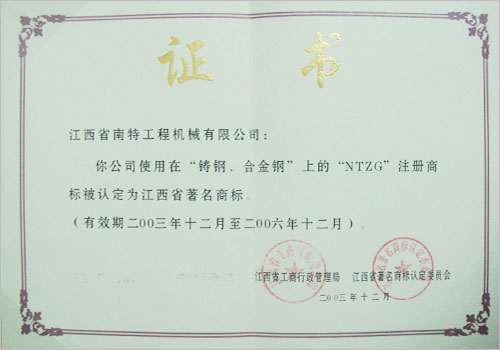 证 书
江西省南特工程机械有限公司：
你公司使用在“铸钢、合金钢”上的“NTZG”注册商
标被认定为江西省著名商标。
（有效期二00三年十二月至二00六年十二月）。
江西省工商行政管理局 江西省著名商标认定委员会
二00三年十二月